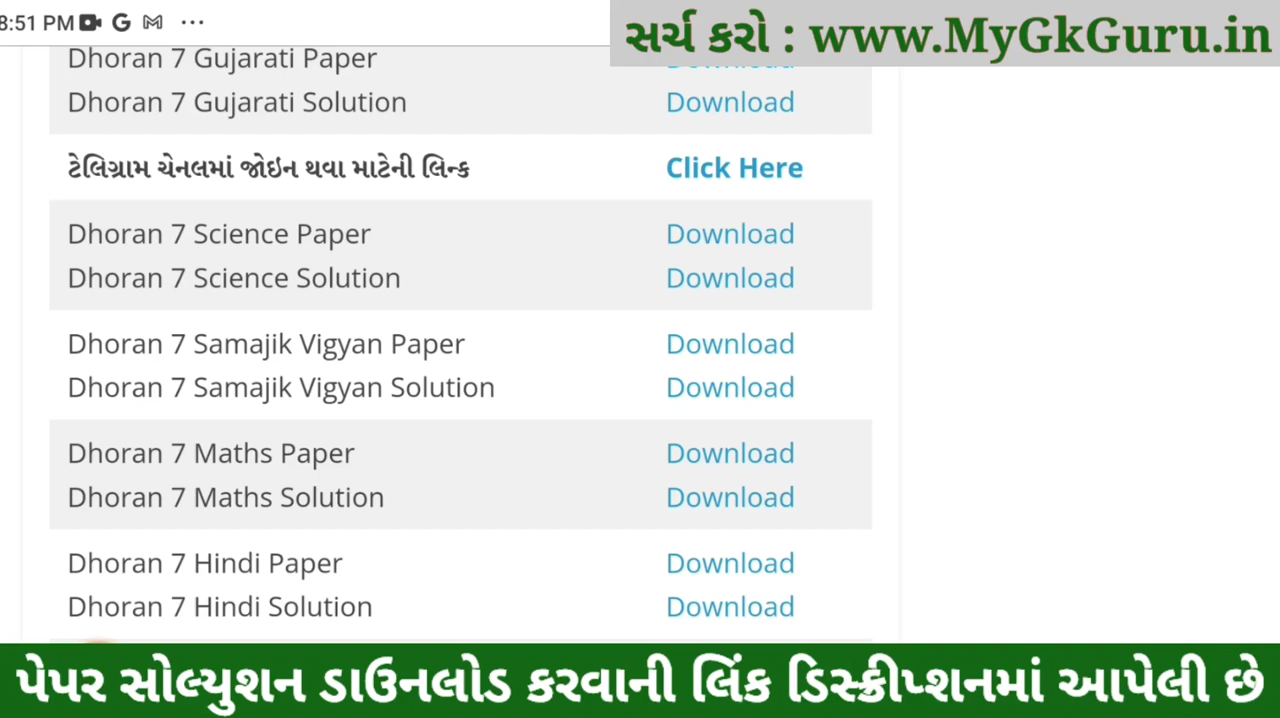 8:51 PM
સર્ચ કરો : www.MyGkGuru.in
Dhoran 7 Gujarati Paper Download
Dhoran 7 Gujarati Solution Download
ટેલિગ્રામ ચેનલમાં જોઇન થવા માટેની લિન્ક Click Here
Dhoran 7 Science Paper Download
Dhoran 7 Science Solution Download
Dhoran 7 Samajik Vigyan Paper Download
Dhoran 7 Samajik Vigyan Solution Download
Dhoran 7 Maths Paper Download
Dhoran 7 Maths Solution Download
Dhoran 7 Hindi Paper Download
Dhoran 7 Hindi Solution Download
પેપર સોલ્યુશન ડાઉનલોડ કરવાની લિંક ડિસ્ક્રીપ્શનમાં આપેલી છે